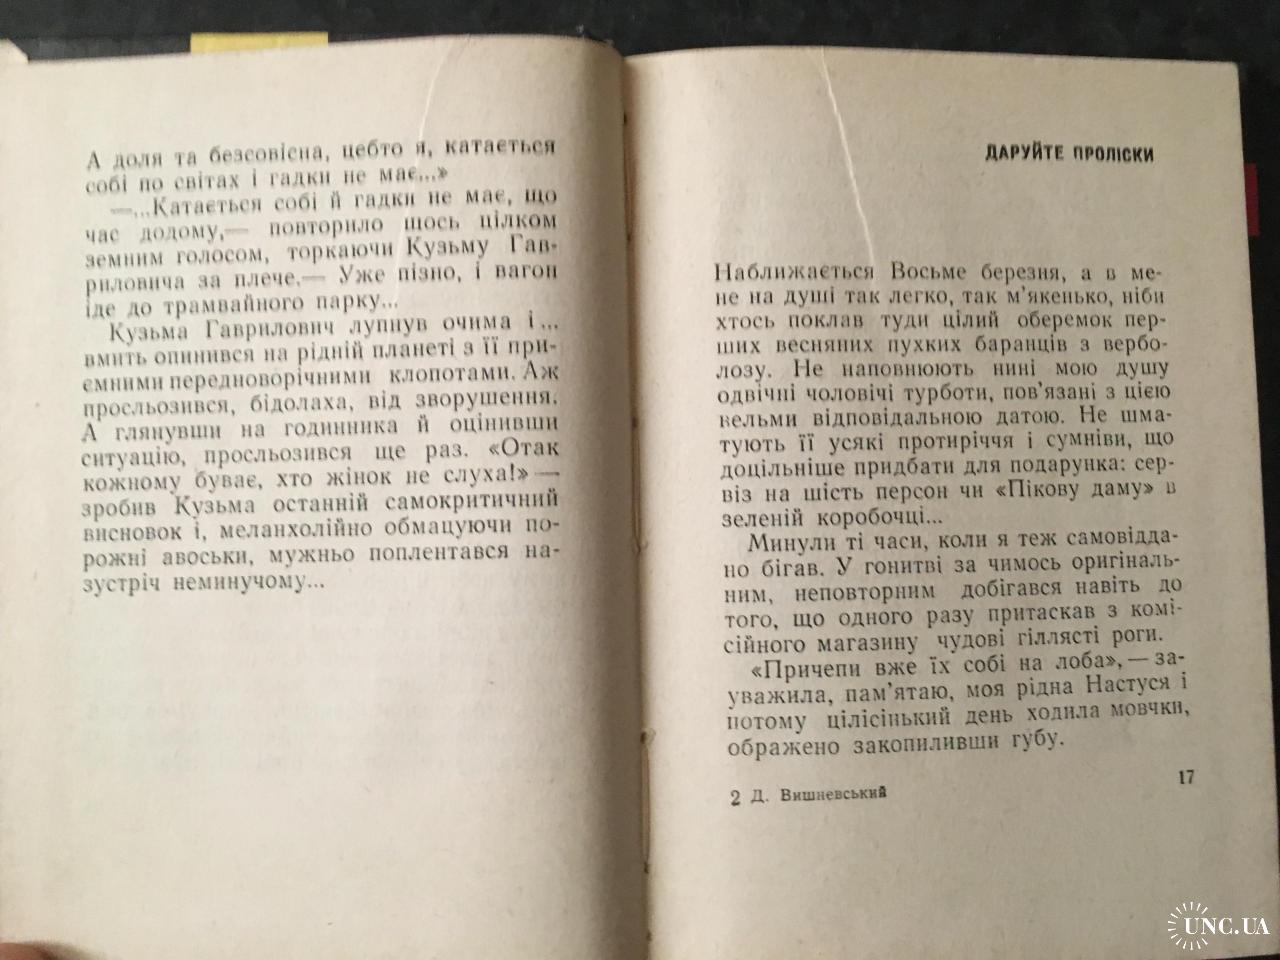 А доля та безсовісна, цебто я, катається
собі по світах і гадки не має...»
—...Катається собі й гадки не має, що
час додому,— повторило щось цілком
земним голосом, торкаючи Кузьму Гав-
риловича за плече.— Уже пізно, і вагон
іде до трамвайного парку...
Кузьма Гаврилович лупнув очима і...
вмить опинився на рідній планеті з її при-
ємними передноворічними клопотами. Аж
просльозився, бідолаха, від зворушення.
А глянувши на годинника й оцінивши
ситуацію, просльозився ще раз. «Отак
кожному буває, хто жінок не слуха!» —
зробив Кузьма останній самокритичний
висновок і, меланхолійно обмацуючи по-
рожні авоськи, мужньо поплентався на-
зустріч неминучому...
ДАРУЙТЕ ПРОЛІСКИ
Наближається Восьме березня, а в ме-
не на душі так легко, так м'якенько, ніби
хтось поклав туди цілий оберемок пер-
ших весняних пухких баранців з вербо-
лозу. Не наповнюють нині мою душу
одвічні чоловічі турботи, пов'язані з цією
вельми відповідальною датою. Не шма-
тують її усякі протиріччя і сумніви, що
доцільніше придбати для подарунка: сер-
віз на шість персон чи «Пікову даму» в
зеленій коробочці...
Минули ті часи, коли я теж самовідда-
но бігав. У гонитві за чимось оригіналь-
ним, неповторним добігався навіть до
того, що одного разу притаскав з комі-
сійного магазину чудові гіллясті роги.
«Причепи вже їх собі на лоба», — за-
уважила, пам'ятаю, моя рідна Настуся і
потому цілісінький день ходила мовчки,
ображено закопиливши губу.
2 Д. Вишневський
17
UNC.UA